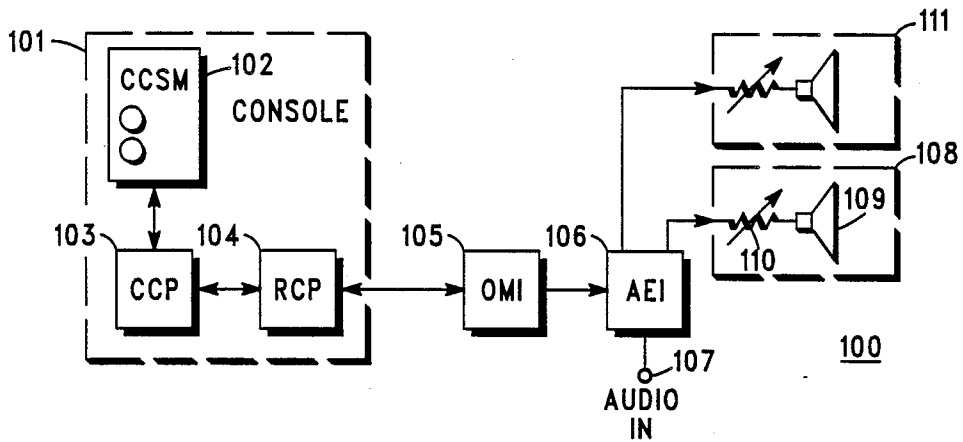 101
CCSM
102
CONSOLE
103
CCP
104
RCP
105
OMI
106
AEI
107
AUDIO
IN
111
108
109
110
100